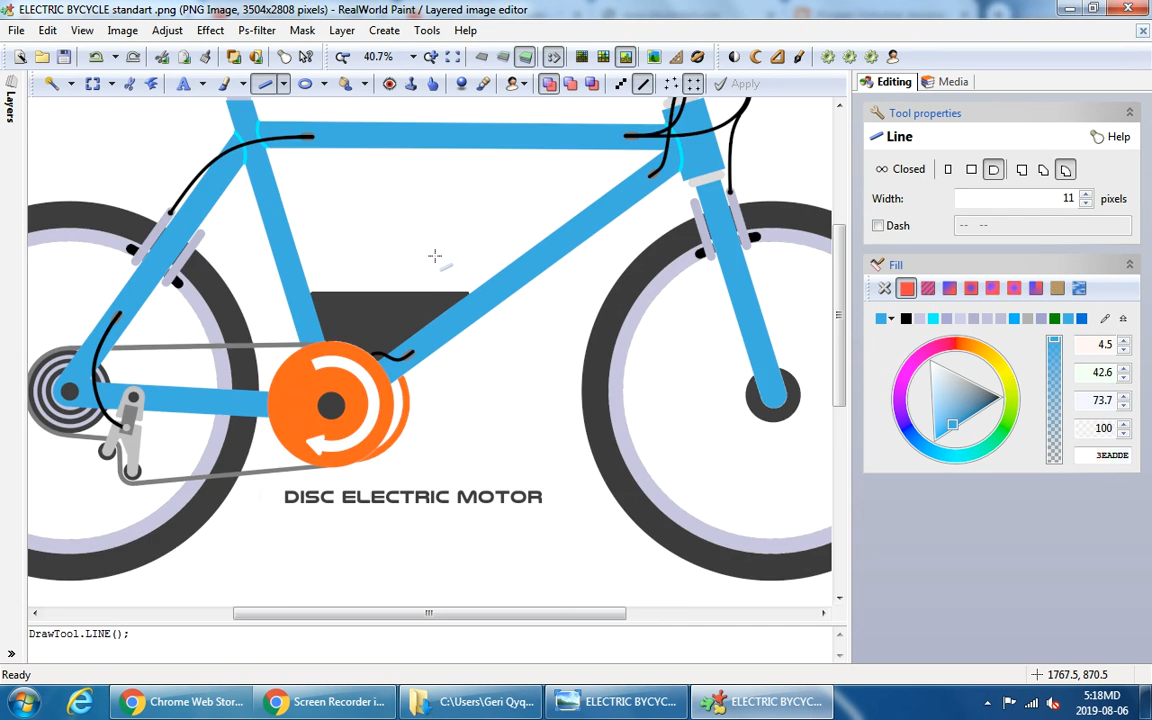 ELECTRIC BYCYCLE standart .png (PNG Image, 3504x2808 pixels) - RealWorld Paint / Layered image editor
File Edit View Image Adjust Effect Ps-filter Mask Layer Create Tools Help
40.7%
Apply
Layers
Editing Media
Tool properties
Line Help
Closed
Width: 11 pixels
Dash
Fill
4.5
42.6
73.7
100
3EADDE
DISC ELECTRIC MOTOR
DrawTool.LINE();
Ready
1767.5, 870.5
Chrome Web Stor...
Screen Recorder i...
C:\Users\Geri Qyq...
ELECTRIC BYCYC...
ELECTRIC BYCYC...
5:18MD
2019-08-06